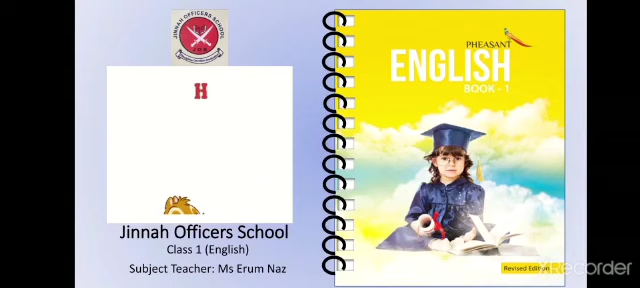 JINNAH OFFICERS SCHOOL
JOS
H
Jinnah Officers School
Class 1 (English)
Subject Teacher: Ms Erum Naz
PHEASANT
ENGLISH
BOOK - 1
Revised Edition
Recorder